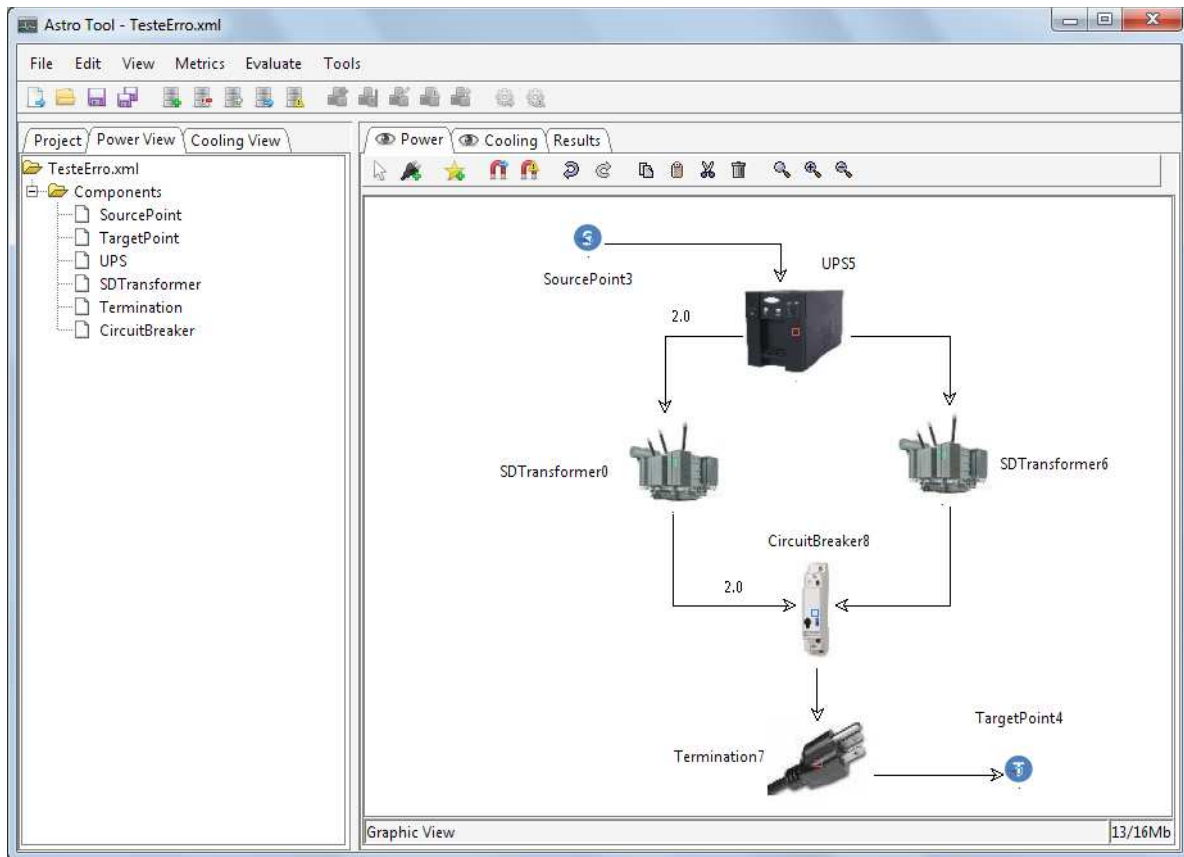 Astro Tool - TesteErro.xml
File Edit View Metrics Evaluate Tools
Project Power View Cooling View
Power Cooling Results
TesteErro.xml
Components
SourcePoint
TargetPoint
UPS
SDTransformer
Termination
CircuitBreaker
S
SourcePoint3
UPS5
2.0
SDTransformer0
SDTransformer6
CircuitBreaker8
2.0
TargetPoint4
Termination7
T
Graphic View
13/16Mb